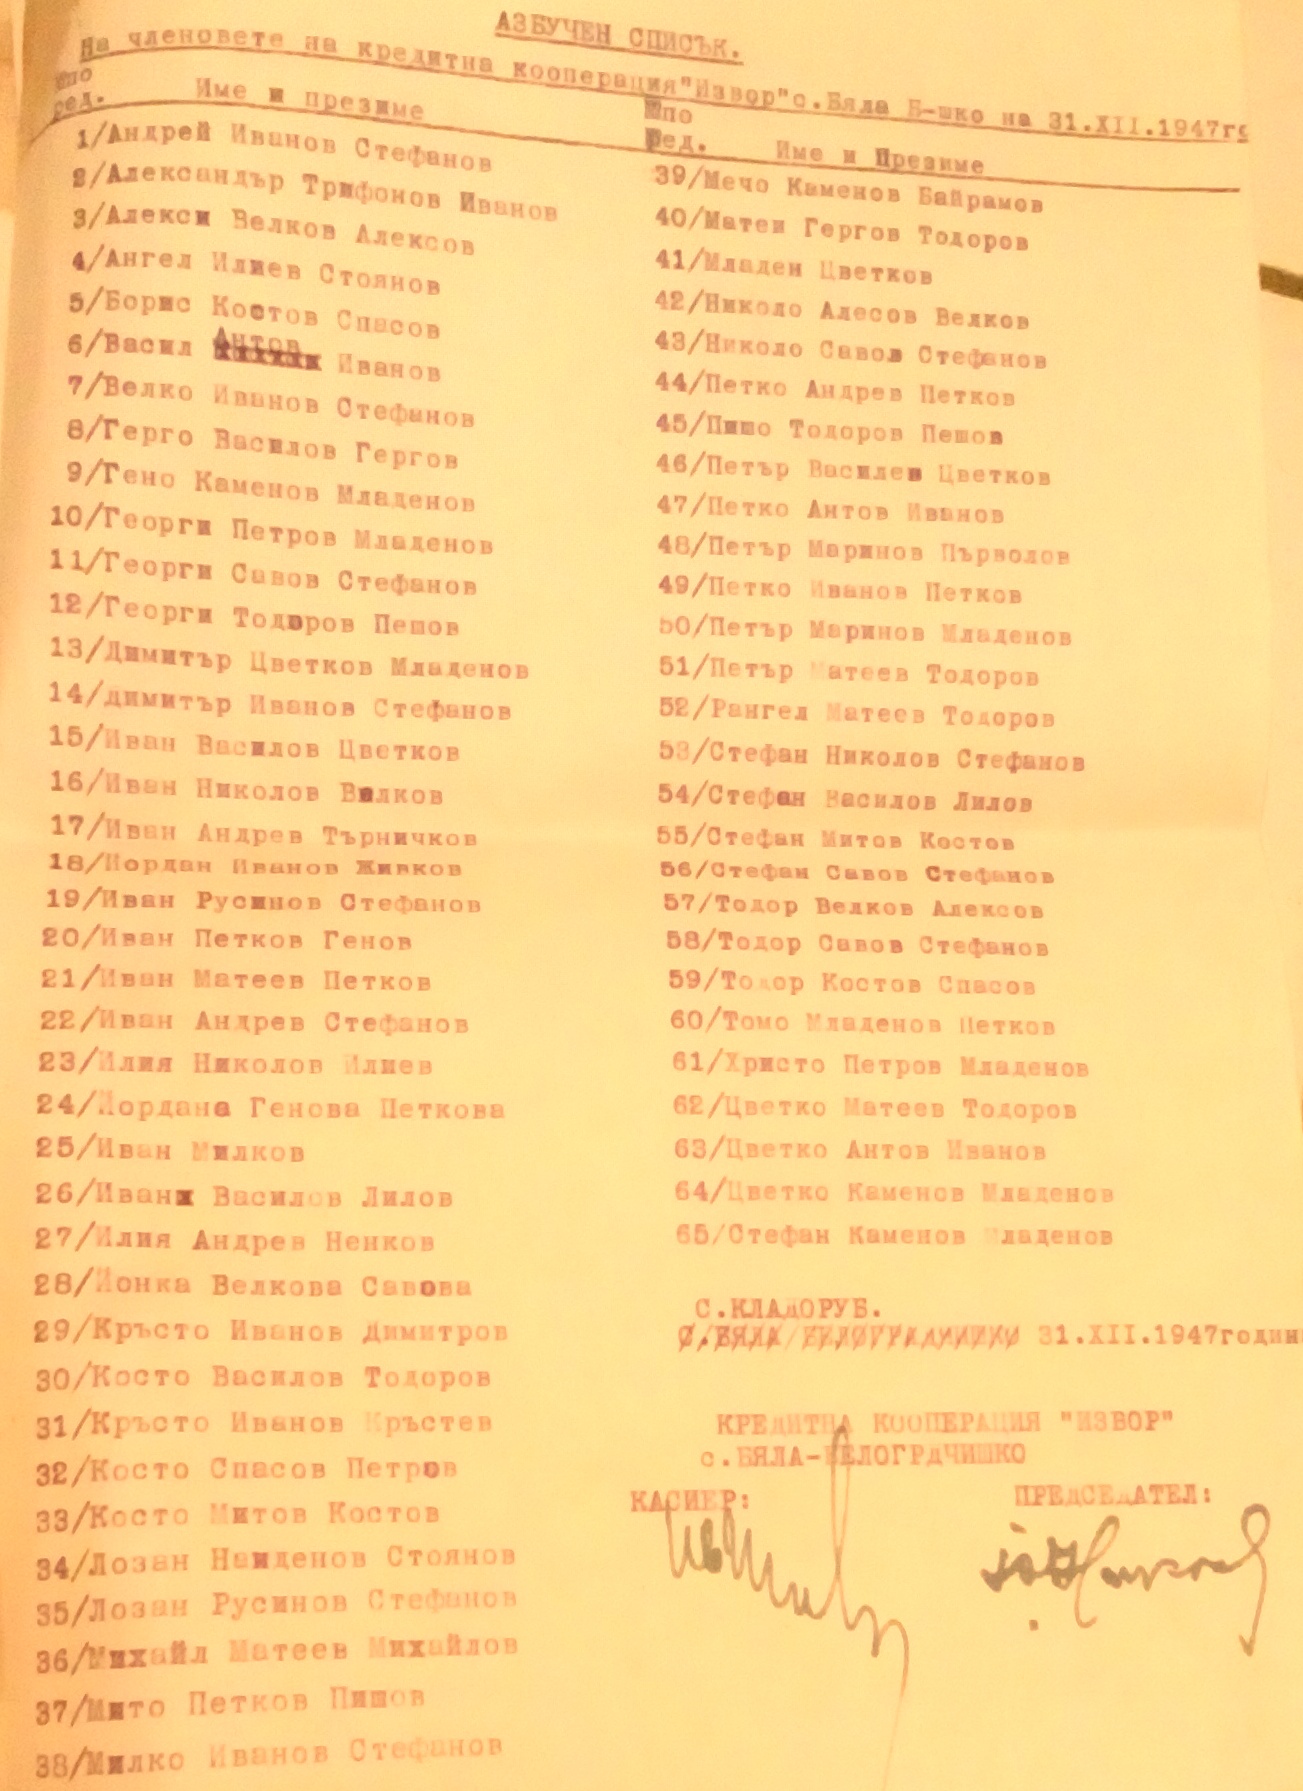 АЗБУЧЕН СПИСЪК.
На членовете на кредитна кооперация"Извор"с.Бяла Б-шко на 31.XII.1947г
№по
ред. Име и презиме
1/Андрей Иванов Стефанов
2/Александър Трифонов Иванов
3/Алекси Велков Алексов
4/Ангел Илиев Стоянов
5/Борис Костов Спасов
6/Васил Антов Иванов
7/Велко Иванов Стефанов
8/Герго Василов Гергов
9/Гено Каменов Младенов
10/Георги Петров Младенов
11/Георги Савов Стефанов
12/Георги Тодоров Пешов
13/Димитър Цветков Младенов
14/димитър Иванов Стефанов
15/Иван Василов Цветков
16/Иван Николов Велков
17/Иван Андрев Търничков
18/Йордан Иванов Живков
19/Иван Русинов Стефанов
20/Иван Петков Генов
21/Иван Матеев Петков
22/Иван Андрев Стефанов
23/Илия Николов Илиев
24/Йордана Генова Петкова
25/Иван Милков
26/Иван Василов Лилов
27/Илия Андрев Ненков
28/Йонка Велкова Савова
29/Кръсто Иванов Димитров
30/Косто Василов Тодоров
31/Кръсто Иванов Кръстев
32/Косто Спасов Петров
33/Косто Митов Костов
34/Лозан Найденов Стоянов
35/Лозан Русинов Стефанов
36/Михайл Матеев Михайлов
37/Мито Петков Пишов
38/Милко Иванов Стефанов
№по
Ред. Име и Презиме
39/Мечо Каменов Байрамов
40/Матеи Гергов Тодоров
41/Младен Цветков
42/Николо Алесов Велков
43/Николо Савов Стефанов
44/Петко Андрев Петков
45/Пишо Тодоров Пешов
46/Петър Василев Цветков
47/Петко Антов Иванов
48/Петър Маринов Първолов
49/Петко Иванов Петков
50/Петър Маринов Младенов
51/Петър Матеев Тодоров
52/Рангел Матеев Тодоров
53/Стефан Николов Стефанов
54/Стефан Василов Лилов
55/Стефан Митов Костов
56/Стефан Савов Стефанов
57/Тодор Велков Алексов
58/Тодор Савов Стефанов
59/Тодор Костов Спасов
60/Томо Младенов Петков
61/Христо Петров Младенов
62/Цветко Матеев Тодоров
63/Цветко Антов Иванов
64/Цветко Каменов Младенов
65/Стефан Каменов Младенов
С.КЛАДОРУБ.
С.БЯЛА БЕЛОГРАДЧИШКО 31.XII.1947годин
КРЕДИТНА КООПЕРАЦИЯ "ИЗВОР"
с.БЯЛА-БЕЛОГРДЧИШКО
КАСИЕР: ПРЕДСЕДАТЕЛ: